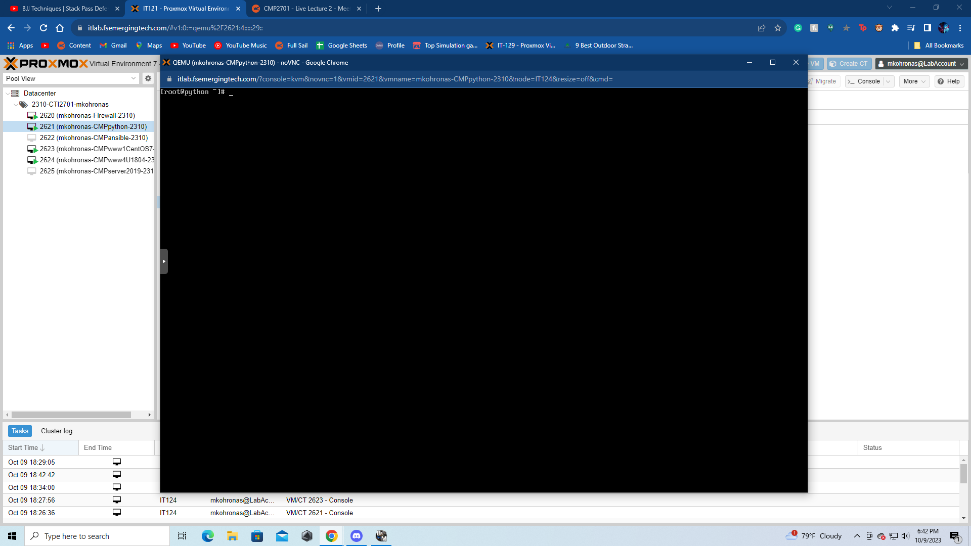 BJJ Techniques | Stack Pass Defe
IT121 - Proxmox Virtual Environ
CMP2701 - Live Lecture 2 - Mee
itlab.fsemergingtech.com/#v1:0:=qemu%2F2621:4:::::29::
Apps
Content
Gmail
Maps
YouTube
YouTube Music
Full Sail
Google Sheets
Profile
Top Simulation ga...
IT-129 - Proxmox Vi...
9 Best Outdoor Stra...
All Bookmarks
PROXMOX Virtual Environment 7
VM
Create CT
mkohronas@LabAccount
QEMU (mkohronas-CMPpython-2310) - noVNC - Google Chrome
itlab.fsemergingtech.com/?console=kvm&novnc=1&vmid=2621&vmname=mkohronas-CMPpython-2310&node=IT124&resize=off&cmd=
Pool View
Migrate
Console
More
Help
Datacenter
2310-CTI2701-mkohronas
2620 (mkohronas-Firewall-2310)
2621 (mkohronas-CMPpython-2310)
2622 (mkohronas-CMPansible-2310)
2623 (mkohronas-CMPwww1CentOS7-
2624 (mkohronas-CMPwww4U1804-23
2625 (mkohronas-CMPserver2019-231
[root@python ~]# _
Tasks
Cluster log
Start Time
End Time
Status
Oct 09 18:29:05
Oct 09 18:42:42
Oct 09 18:34:00
Oct 09 18:27:56
IT124
mkohronas@LabAc...
VM/CT 2623 - Console
Oct 09 18:26:36
IT124
mkohronas@LabAc...
VM/CT 2621 - Console
Type here to search
79°F Cloudy
6:42 PM
10/9/2023